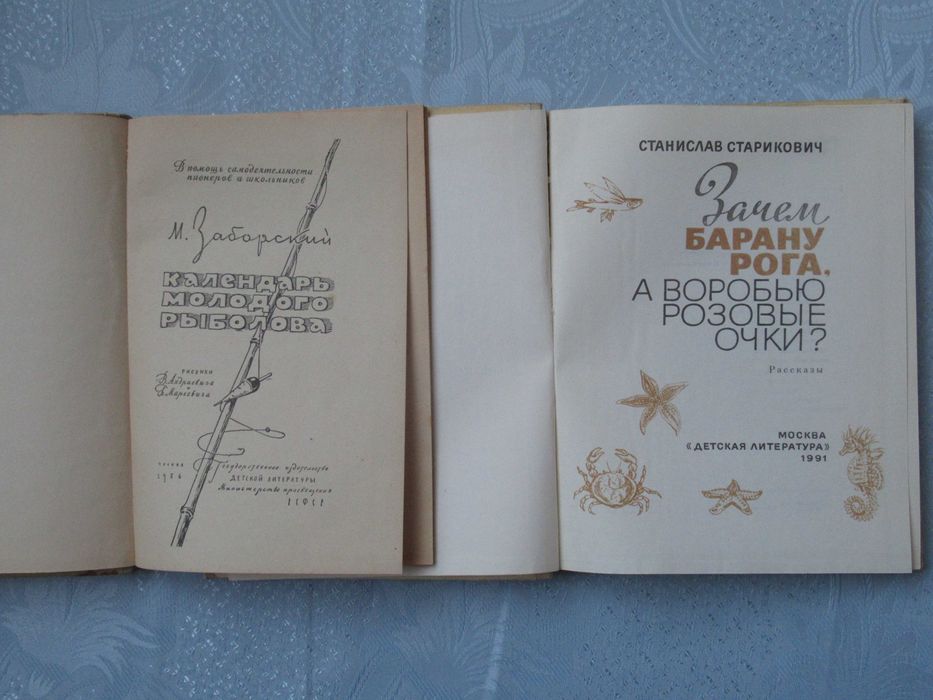 В помощь самодеятельности
пионеров и школьников
М. Заборский
КАЛЕНДАРЬ
МОЛОДОГО
РЫБОЛОВА
РИСУНКИ
В. Андриевича
и
Маркевича
МОСКВА
1956
Государственное издательство
ДЕТСКОЙ ЛИТЕРАТУРЫ
Министерства просвещения
РСФСР
СТАНИСЛАВ СТАРИКОВИЧ
Зачем
БАРАНУ
РОГА,
А ВОРОБЬЮ
РОЗОВЫЕ
ОЧКИ?
Рассказы
МОСКВА
«ДЕТСКАЯ ЛИТЕРАТУРА»
1991